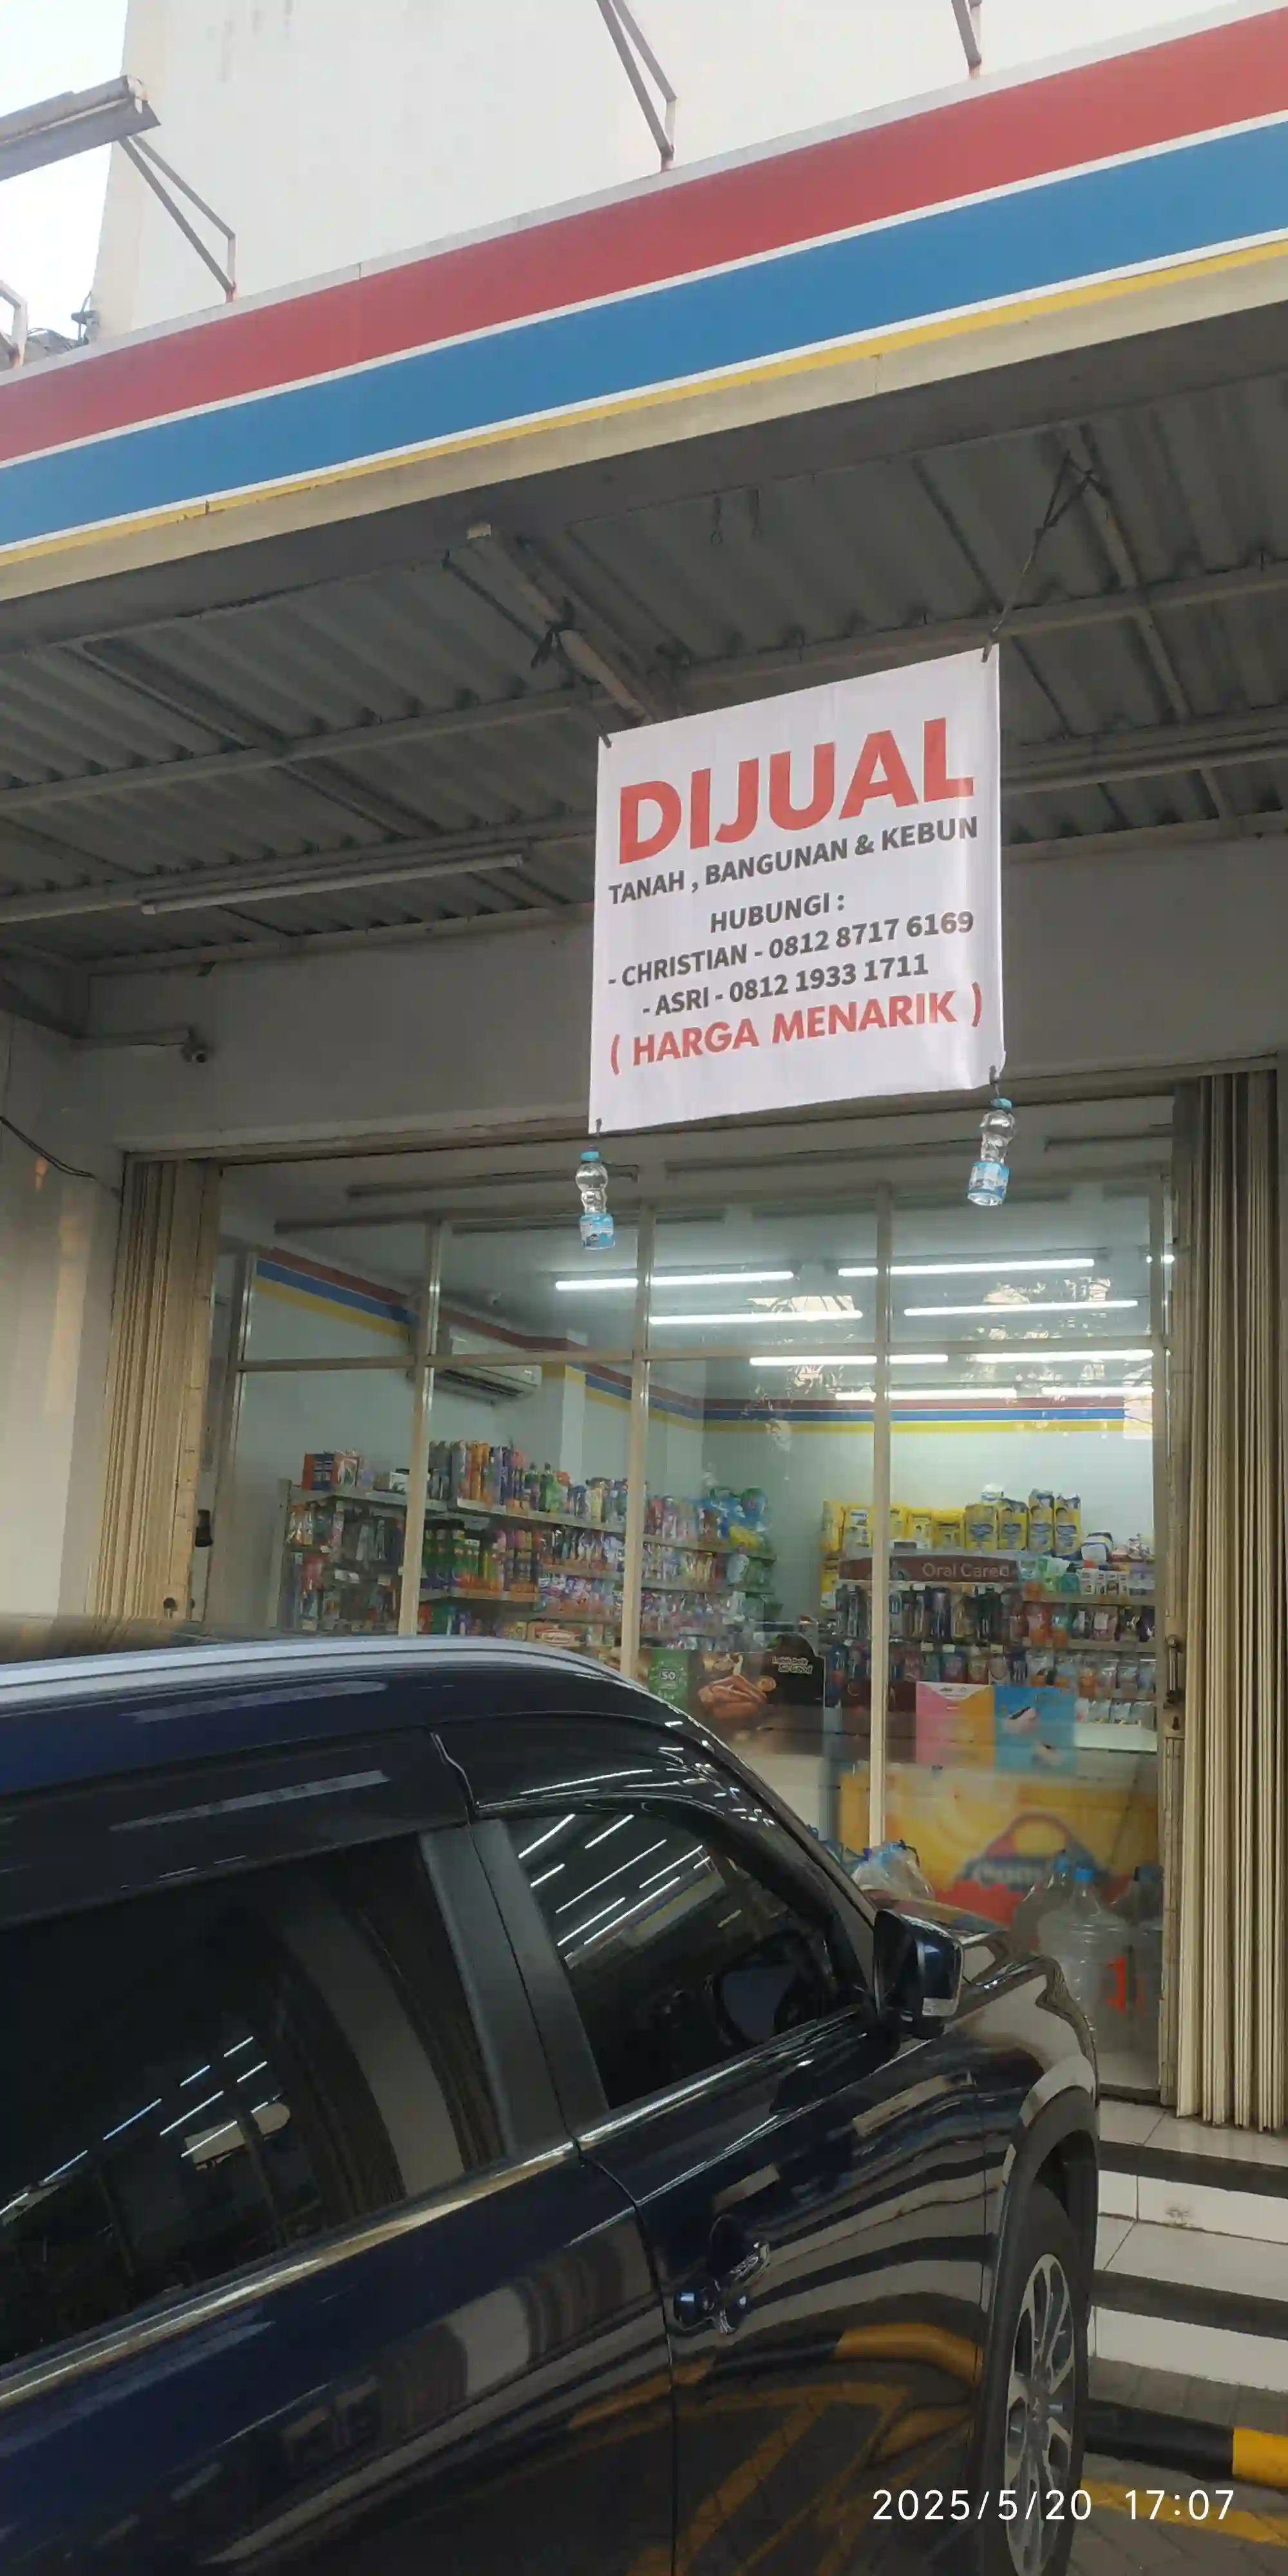 DIJUAL
TANAH , BANGUNAN & KEBUN
HUBUNGI :
- CHRISTIAN - 0812 8717 6169
- ASRI - 0812 1933 1711
( HARGA MENARIK )
Oral Care
50
2025/5/20 17:07